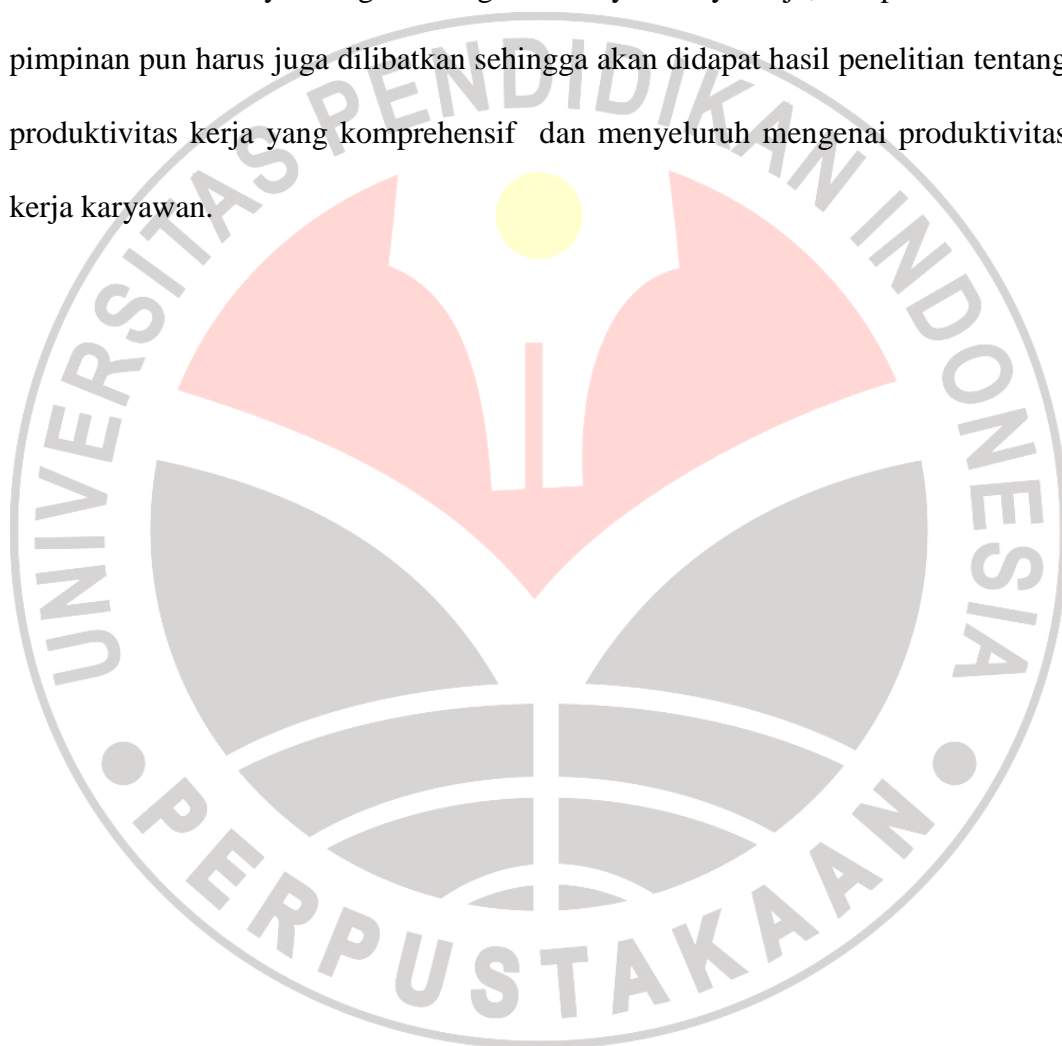 pimpinan pun harus juga dilibatkan sehingga akan didapat hasil penelitian tentang
produktivitas kerja yang komprehensif dan menyeluruh mengenai produktivitas
kerja karyawan.
UNIVERSITAS PENDIDIKAN INDONESIA
PERPUSTAKAAN